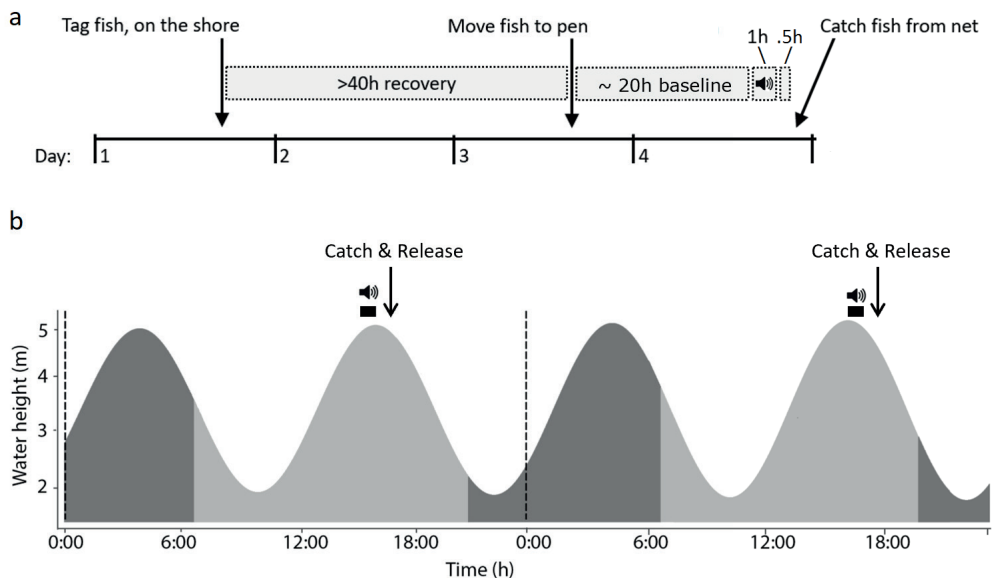 a
Tag fish, on the shore
Move fish to pen
Catch fish from net
1h .5h
>40h recovery
~ 20h baseline
Day: 1 2 3 4
b
Catch & Release
Catch & Release
Water height (m)
5
4
3
2
0:00 6:00 12:00 18:00 0:00 6:00 12:00 18:00
Time (h)